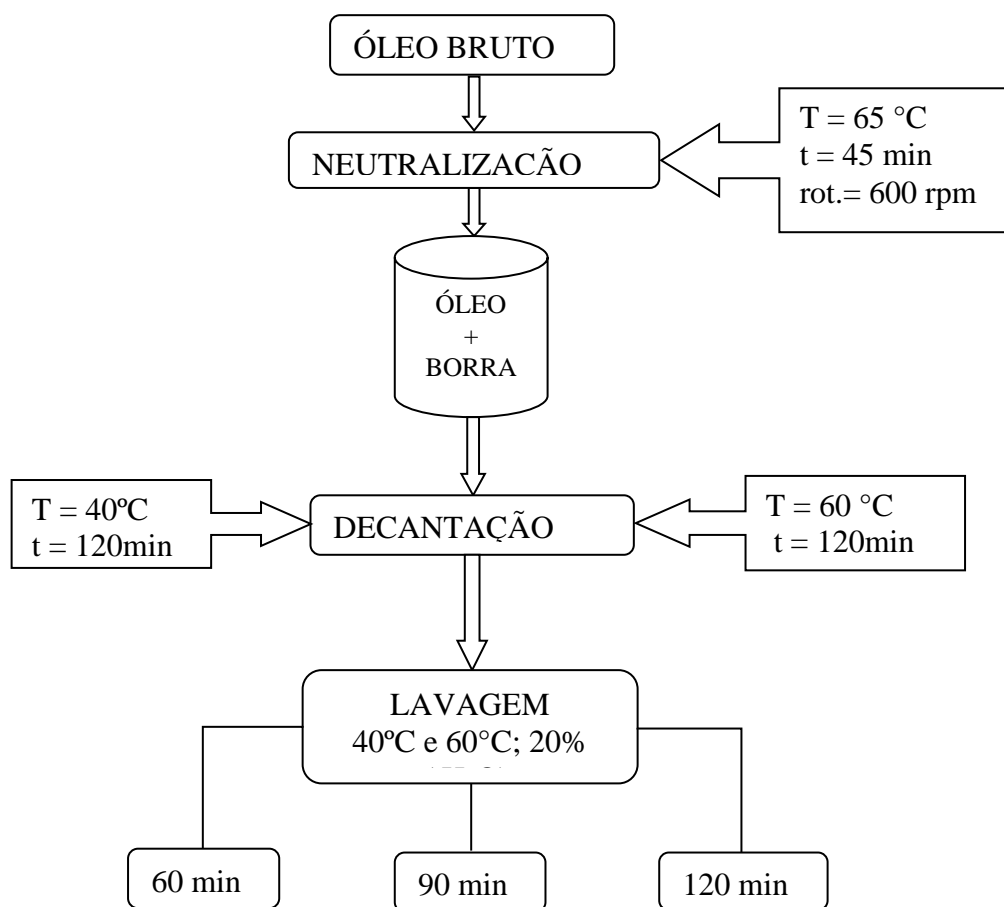 ÓLEO BRUTO
T = 65 °C
t = 45 min
rot.= 600 rpm
NEUTRALIZACÃO
ÓLEO
+
BORRA
T = 40ºC
t = 120min
DECANTAÇÃO
T = 60 °C
t = 120min
LAVAGEM
40ºC e 60°C; 20%
60 min
90 min
120 min